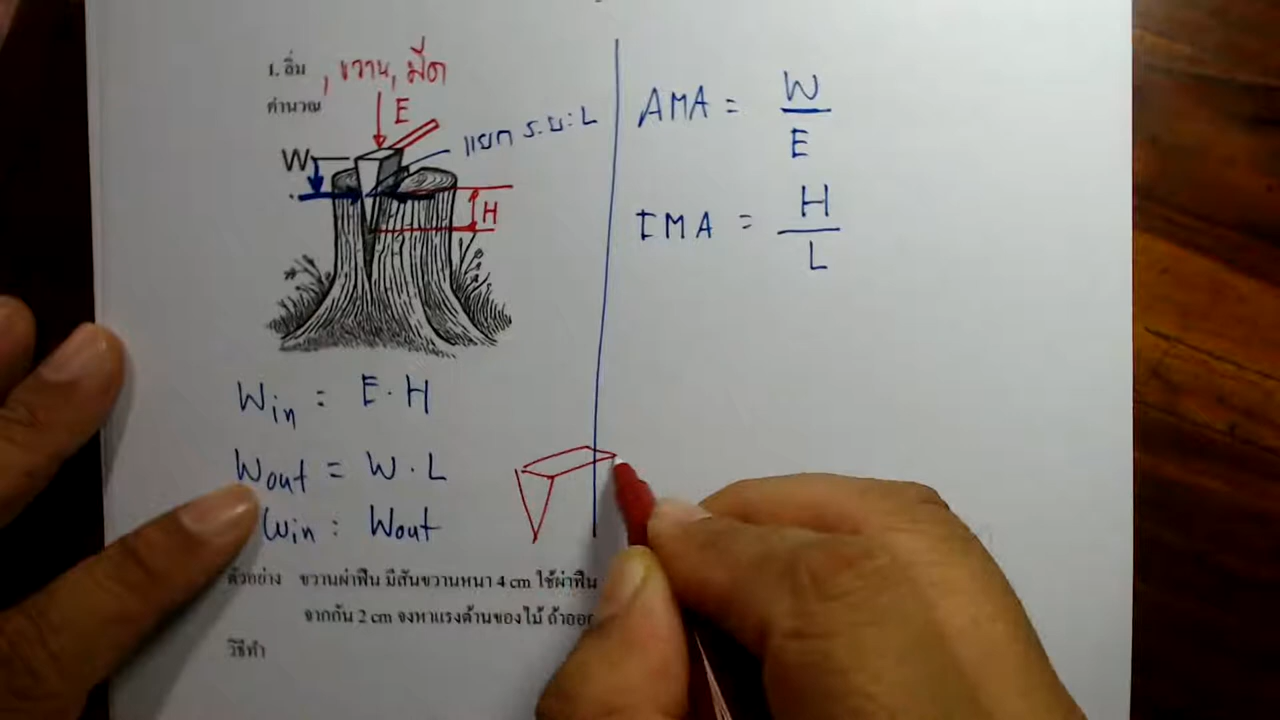 1. ลิ่ม , ขวาน, มีด
คำนวณ
E
แยก ระยะ L
W
H
Win = E · H
Wout = W · L
Win = Wout
AMA = W / E
IMA = H / L
ตัวอย่าง ขวานผ่าฟืน มีสันขวานหนา 4 cm ใช้ผ่าฟืน
จากกัน 2 cm จงหาแรงต้านของไม้ ถ้าออก
วิธีทำ